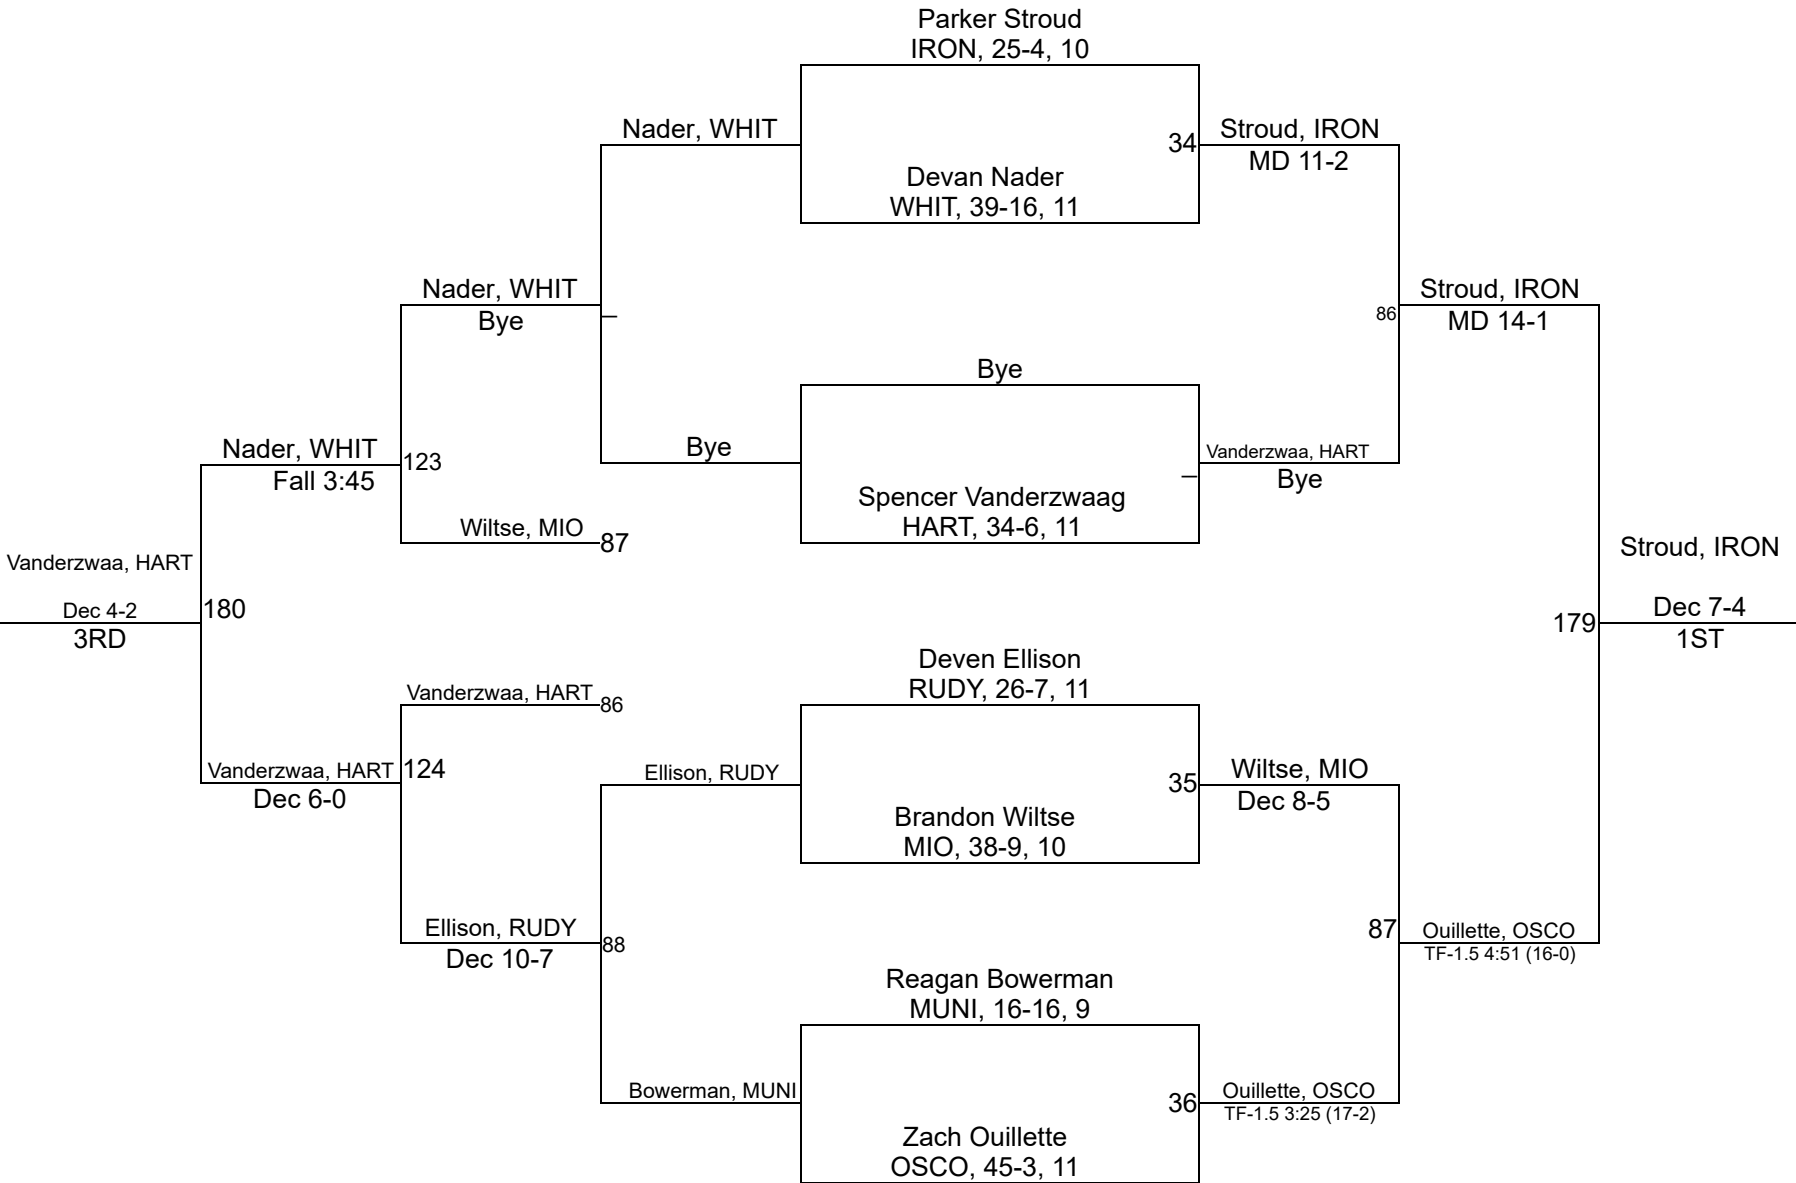 Parker Stroud
IRON, 25-4, 10
Nader, WHIT
34
Stroud, IRON
MD 11-2
Devan Nader
WHIT, 39-16, 11
Nader, WHIT
Bye
–
86
Stroud, IRON
MD 14-1
Bye
Nader, WHIT
Fall 3:45
123
Bye
Vanderzwaa, HART
Bye
–
Spencer Vanderzwaag
HART, 34-6, 11
Wiltse, MIO
87
Vanderzwaa, HART
Dec 4-2
3RD
180
Stroud, IRON
179
Dec 7-4
1ST
Deven Ellison
RUDY, 26-7, 11
Vanderzwaa, HART
86
Vanderzwaa, HART
Dec 6-0
124
Ellison, RUDY
35
Wiltse, MIO
Dec 8-5
Brandon Wiltse
MIO, 38-9, 10
Ellison, RUDY
Dec 10-7
88
87
Ouillette, OSCO
TF-1.5 4:51 (16-0)
Reagan Bowerman
MUNI, 16-16, 9
Bowerman, MUNI
36
Ouillette, OSCO
TF-1.5 3:25 (17-2)
Zach Ouillette
OSCO, 45-3, 11